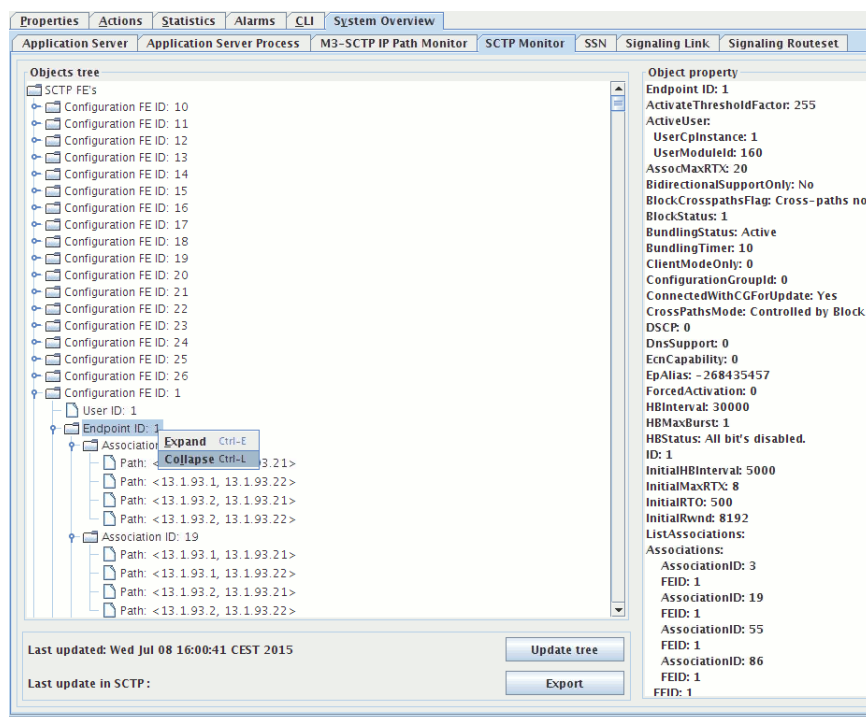 Properties Actions Statistics Alarms CLI System Overview
Application Server Application Server Process M3-SCTP IP Path Monitor SCTP Monitor SSN Signaling Link Signaling Routeset
Objects tree
SCTP FE's
Configuration FE ID: 10
Configuration FE ID: 11
Configuration FE ID: 12
Configuration FE ID: 13
Configuration FE ID: 14
Configuration FE ID: 15
Configuration FE ID: 16
Configuration FE ID: 17
Configuration FE ID: 18
Configuration FE ID: 19
Configuration FE ID: 20
Configuration FE ID: 21
Configuration FE ID: 22
Configuration FE ID: 23
Configuration FE ID: 24
Configuration FE ID: 25
Configuration FE ID: 26
Configuration FE ID: 1
User ID: 1
Endpoint ID: 1
Expand Ctrl-E
Collapse Ctrl-L
Association
Path: < 3.1.93.21>
Path: <13.1.93.1, 13.1.93.22>
Path: <13.1.93.2, 13.1.93.21>
Path: <13.1.93.2, 13.1.93.22>
Association ID: 19
Path: <13.1.93.1, 13.1.93.21>
Path: <13.1.93.1, 13.1.93.22>
Path: <13.1.93.2, 13.1.93.21>
Path: <13.1.93.2, 13.1.93.22>
Last updated: Wed Jul 08 16:00:41 CEST 2015
Update tree
Last update in SCTP:
Export
Object property
Endpoint ID: 1
ActivateThresholdFactor: 255
ActiveUser:
UserCpInstance: 1
UserModuleId: 160
AssocMaxRTX: 20
BidirectionalSupportOnly: No
BlockCrosspathsFlag: Cross-paths no
BlockStatus: 1
BundlingStatus: Active
BundlingTimer: 10
ClientModeOnly: 0
ConfigurationGroupId: 0
ConnectedWithCGForUpdate: Yes
CrossPathsMode: Controlled by Block
DSCP: 0
DnsSupport: 0
EcnCapability: 0
EpAlias: -268435457
ForcedActivation: 0
HBInterval: 30000
HBMaxBurst: 1
HBStatus: All bit's disabled.
ID: 1
InitialHBInterval: 5000
InitialMaxRTX: 8
InitialRTO: 500
InitialRwnd: 8192
ListAssociations:
Associations:
AssociationID: 3
FEID: 1
AssociationID: 19
FEID: 1
AssociationID: 55
FEID: 1
AssociationID: 86
FEID: 1
FEID: 1